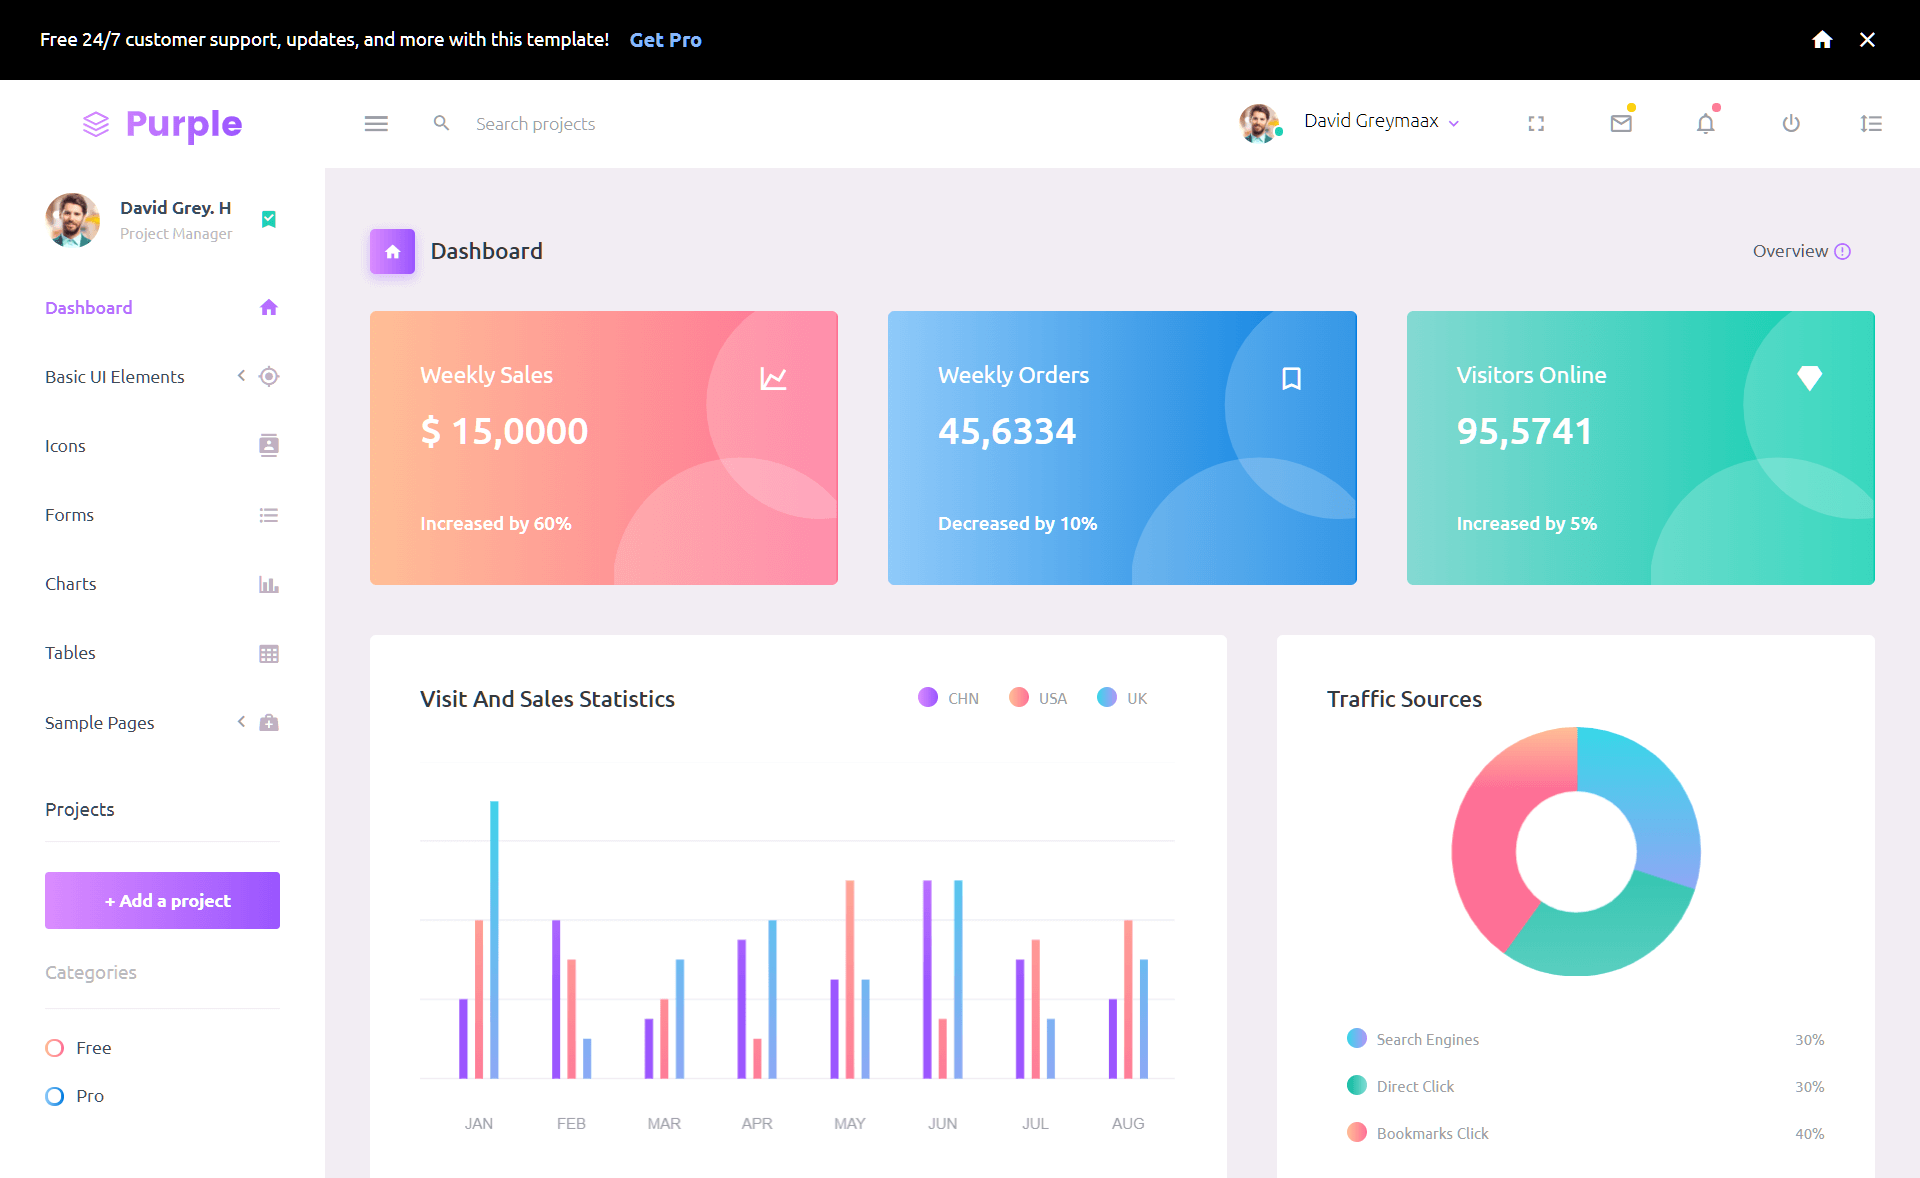 Free 24/7 customer support, updates, and more with this template! Get Pro
Purple
Search projects
David Greymaax
David Grey. H
Project Manager
Dashboard
Basic UI Elements
Icons
Forms
Charts
Tables
Sample Pages
Projects
+ Add a project
Categories
Free
Pro
Dashboard
Overview
Weekly Sales
$ 15,0000
Increased by 60%
Weekly Orders
45,6334
Decreased by 10%
Visitors Online
95,5741
Increased by 5%
Visit And Sales Statistics
CHN USA UK
JAN FEB MAR APR MAY JUN JUL AUG
Traffic Sources
Search Engines 30%
Direct Click 30%
Bookmarks Click 40%